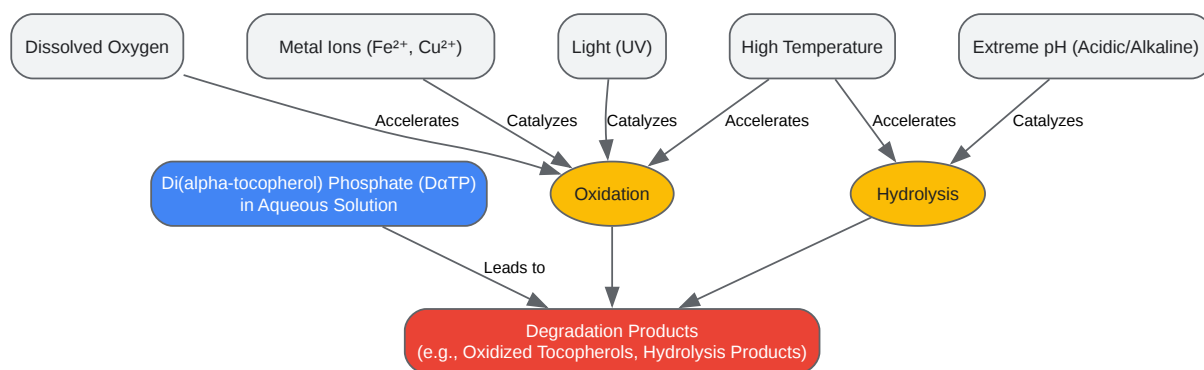 Dissolved Oxygen
Metal Ions (Fe²⁺, Cu²⁺)
Light (UV)
High Temperature
Extreme pH (Acidic/Alkaline)
Accelerates
Catalyzes
Catalyzes
Accelerates
Accelerates
Catalyzes
Di(alpha-tocopherol) Phosphate (DαTP)
in Aqueous Solution
Oxidation
Hydrolysis
Leads to
Degradation Products
(e.g., Oxidized Tocopherols, Hydrolysis Products)